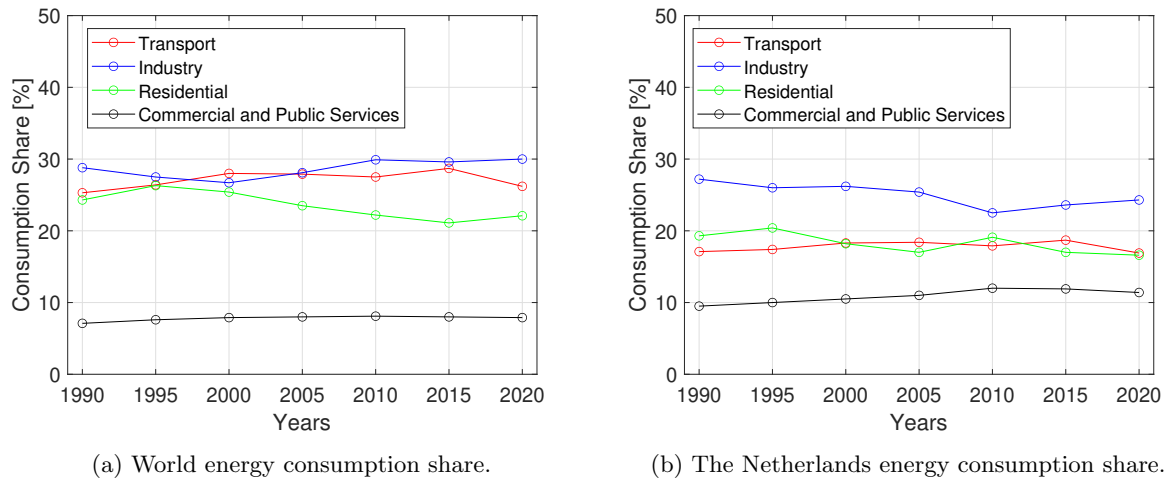 50
40
30
20
10
0
Consumption Share [%]
Transport
Industry
Residential
Commercial and Public Services
1990 1995 2000 2005 2010 2015 2020
Years
(a) World energy consumption share.
50
40
30
20
10
0
Consumption Share [%]
Transport
Industry
Residential
Commercial and Public Services
1990 1995 2000 2005 2010 2015 2020
Years
(b) The Netherlands energy consumption share.